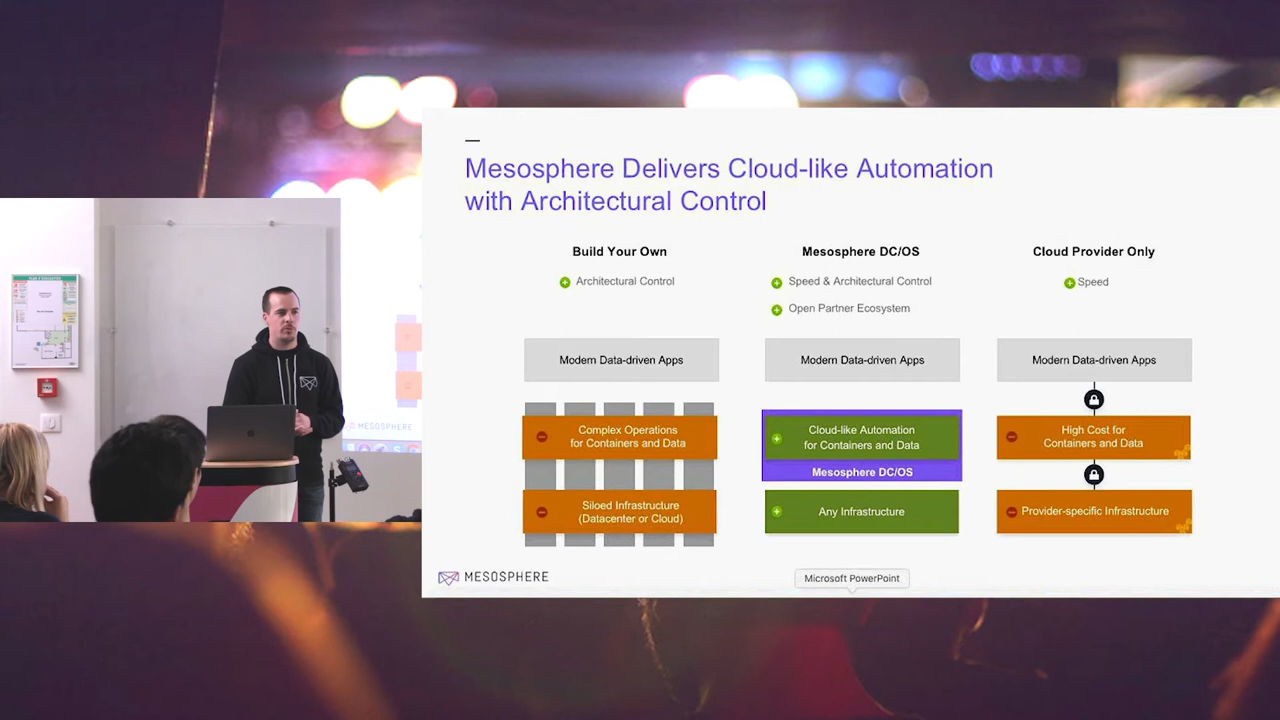 Mesosphere Delivers Cloud-like Automation
with Architectural Control
Build Your Own
Architectural Control
Modern Data-driven Apps
Complex Operations
for Containers and Data
Siloed Infrastructure
(Datacenter or Cloud)
Mesosphere DC/OS
Speed & Architectural Control
Open Partner Ecosystem
Modern Data-driven Apps
Cloud-like Automation
for Containers and Data
Mesosphere DC/OS
Any Infrastructure
Cloud Provider Only
Speed
Modern Data-driven Apps
High Cost for
Containers and Data
Provider-specific Infrastructure
MESOSPHERE
Microsoft PowerPoint
MESOSPHERE